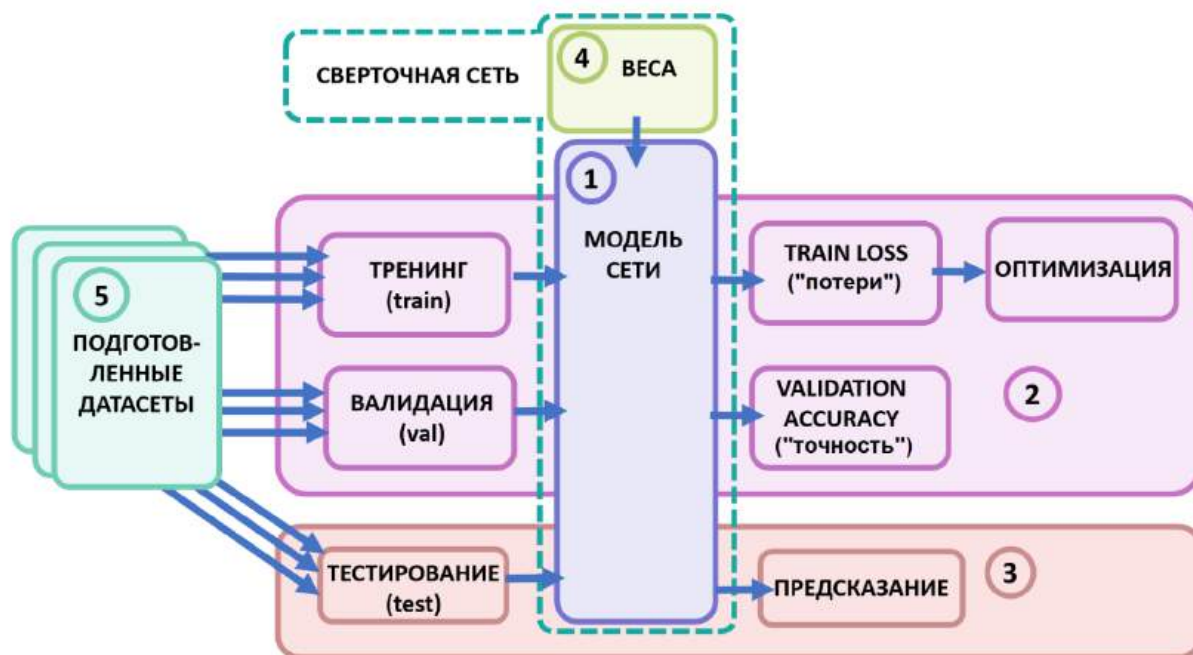 4
ВЕСА
СВЕРТОЧНАЯ СЕТЬ
1
МОДЕЛЬ
СЕТИ
5
ПОДГОТОВ-
ЛЕННЫЕ
ДАТАСЕТЫ
ТРЕНИНГ
(train)
TRAIN LOSS
("потери")
ОПТИМИЗАЦИЯ
ВАЛИДАЦИЯ
(val)
VALIDATION
ACCURACY
("точность")
2
ТЕСТИРОВАНИЕ
(test)
ПРЕДСКАЗАНИЕ
3